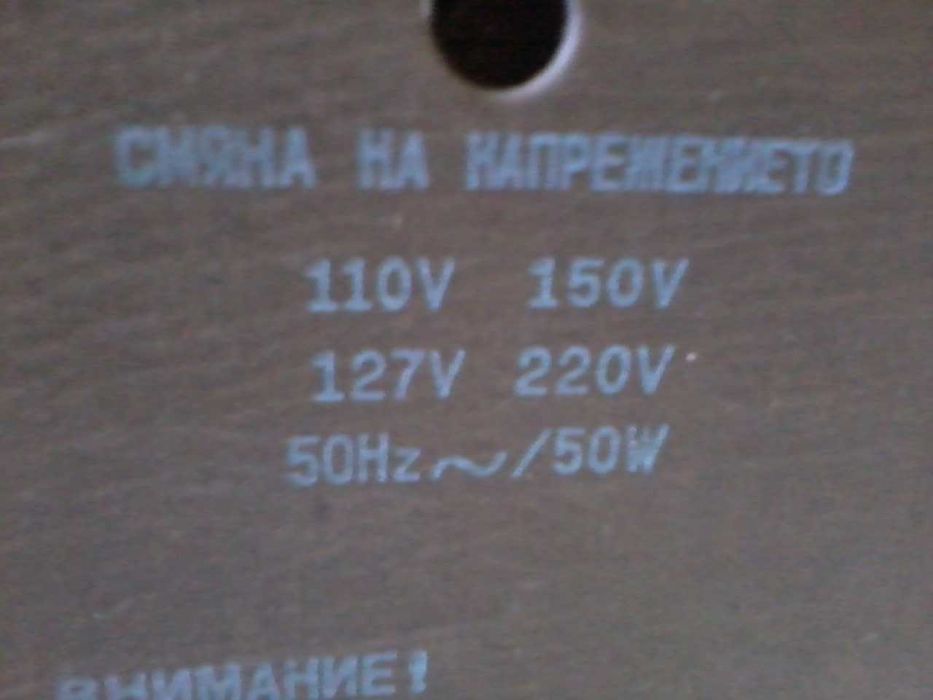 СМЯНА НА НАПРЕЖЕНИЕТО
110V 150V
127V 220V
50Hz ~/50W
ВНИМАНИЕ!